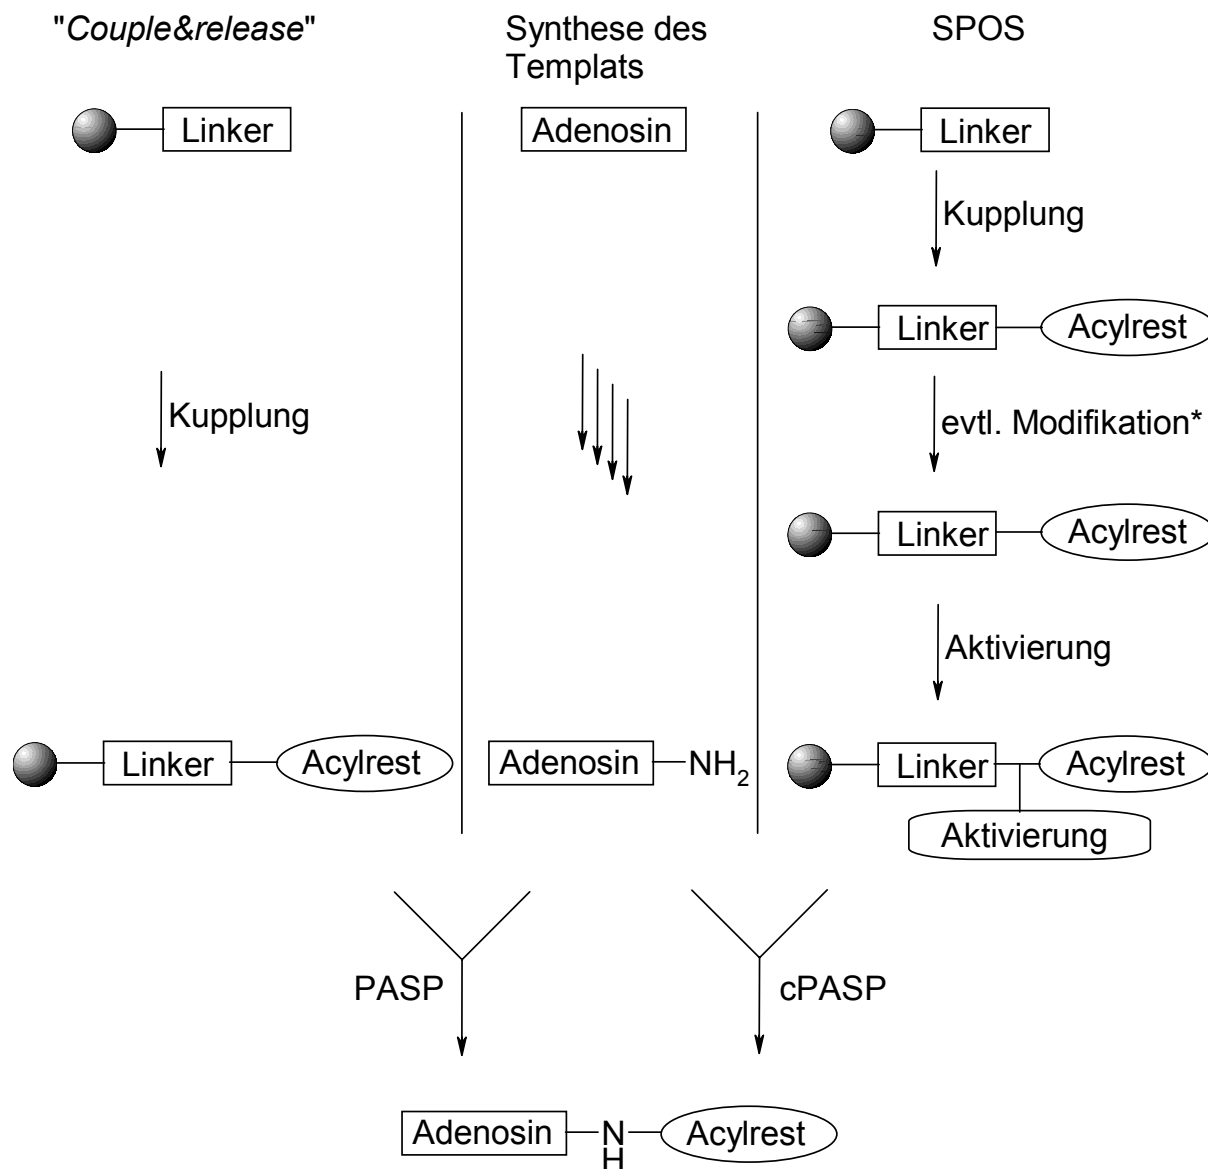 "Couple&release"
Synthese des
Templats
SPOS
Linker
Adenosin
Linker
Kupplung
Linker
Acylrest
Kupplung
evtl. Modifikation*
Linker
Acylrest
Aktivierung
Linker
Acylrest
Adenosin
NH2
Linker
Acylrest
Aktivierung
PASP
cPASP
Adenosin
N
H
Acylrest